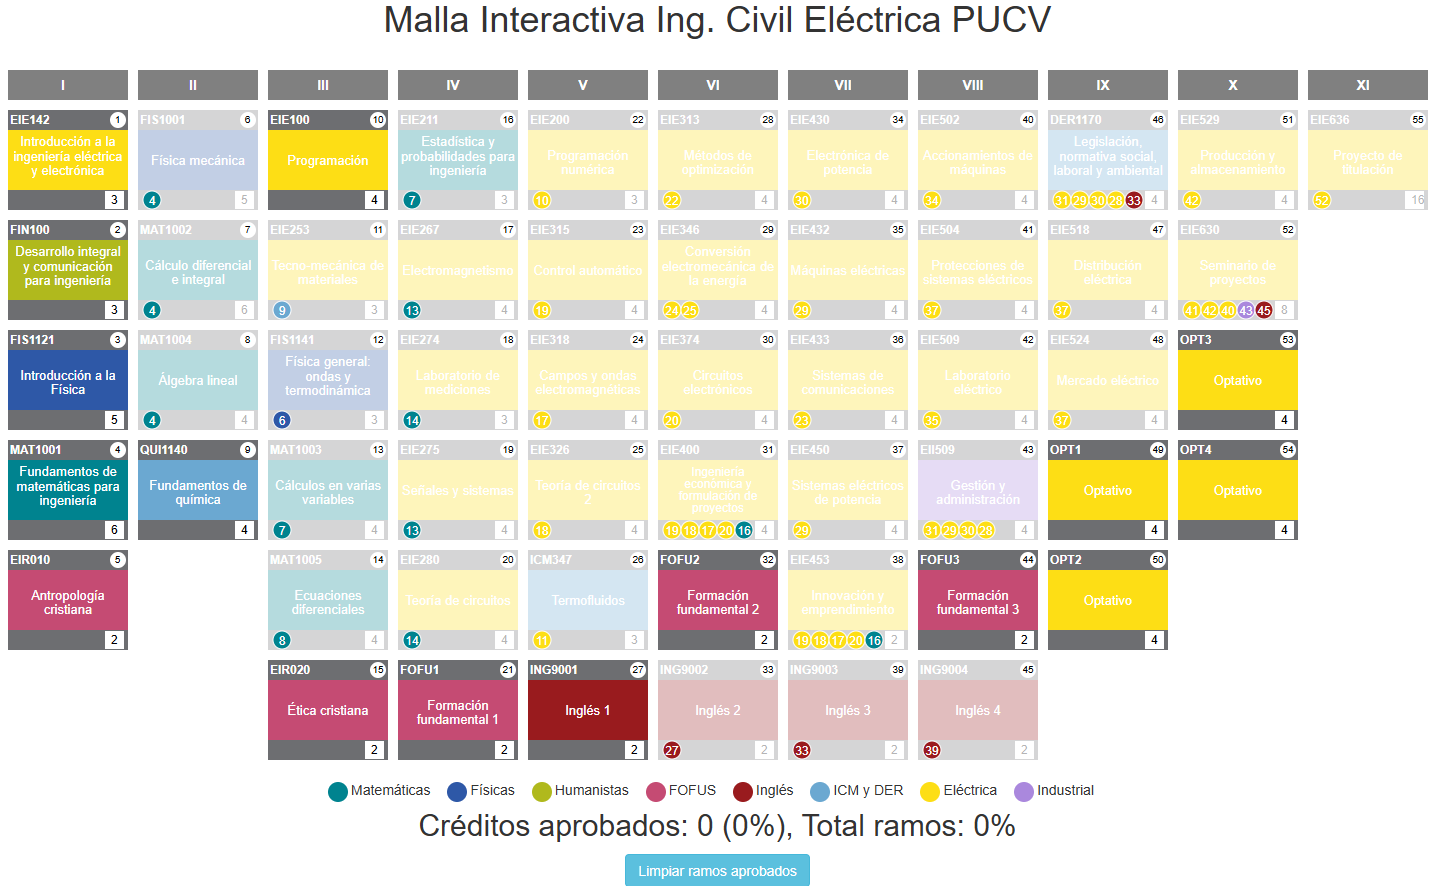 Malla Interactiva Ing. Civil Eléctrica PUCV
I II III IV V VI VII VIII IX X XI
EIE142 1
Introducción a la
ingeniería eléctrica
y electrónica
3
FIS1001 6
Física mecánica
4 5
EIE100 10
Programación
4
EIE211 16
Estadística y
probabilidades para
ingeniería
7 3
EIE200 22
Programación
numérica
10 3
EIE313 28
Métodos de
optimización
22 4
EIE430 34
Electrónica de
potencia
30 4
EIE502 40
Accionamientos de
máquinas
34 4
DER1170 46
Legislación,
normativa social,
laboral y ambiental
31 29 30 28 33 4
EIE529 51
Producción y
almacenamiento
42 4
EIE636 55
Proyecto de
titulación
52 16
FIN100 2
Desarrollo integral
y comunicación
para ingeniería
3
MAT1002 7
Cálculo diferencial
e integral
4 6
EIE253 11
Tecno-mecánica de
materiales
9 3
EIE267 17
Electromagnetismo
13 4
EIE315 23
Control automático
19 4
EIE346 29
Conversión
electromecánica de
la energía
24 25 4
EIE432 35
Máquinas eléctricas
29 4
EIE504 41
Protecciones de
sistemas eléctricos
37 4
EIE518 47
Distribución
eléctrica
37 4
EIE630 52
Seminario de
proyectos
41 42 40 43 45 8
FIS1121 3
Introducción a la
Física
5
MAT1004 8
Álgebra lineal
4 4
FIS1141 12
Física general:
ondas y
termodinámica
6 3
EIE274 18
Laboratorio de
mediciones
14 3
EIE318 24
Campos y ondas
electromagnéticas
17 4
EIE374 30
Circuitos
electrónicos
20 4
EIE433 36
Sistemas de
comunicaciones
23 4
EIE509 42
Laboratorio
eléctrico
35 4
EIE524 48
Mercado eléctrico
37 4
OPT3 53
Optativo
4
MAT1001 4
Fundamentos de
matemáticas para
ingeniería
6
QUI1140 9
Fundamentos de
química
4
MAT1003 13
Cálculos en varias
variables
7 4
EIE275 19
Señales y sistemas
13 4
EIE326 25
Teoría de circuitos
2
18 4
EIE400 31
Ingeniería
económica y
formulación de
proyectos
19 18 17 20 16 4
EIE450 37
Sistemas eléctricos
de potencia
29 4
EII509 43
Gestión y
administración
31 29 30 28 4
OPT1 49
Optativo
4
OPT4 54
Optativo
4
EIR010 5
Antropología
cristiana
2
MAT1005 14
Ecuaciones
diferenciales
8 4
EIE280 20
Teoría de circuitos
14 4
ICM347 26
Termofluidos
11 3
FOFU2 32
Formación
fundamental 2
2
EIE453 38
Innovación y
emprendimiento
19 18 17 20 16 2
FOFU3 44
Formación
fundamental 3
2
OPT2 50
Optativo
4
EIR020 15
Ética cristiana
2
FOFU1 21
Formación
fundamental 1
2
ING9001 27
Inglés 1
2
ING9002 33
Inglés 2
27 2
ING9003 39
Inglés 3
33 2
ING9004 45
Inglés 4
39 2
Matemáticas Físicas Humanistas FOFUS Inglés ICM y DER Eléctrica Industrial
Créditos aprobados: 0 (0%), Total ramos: 0%
Limpiar ramos aprobados